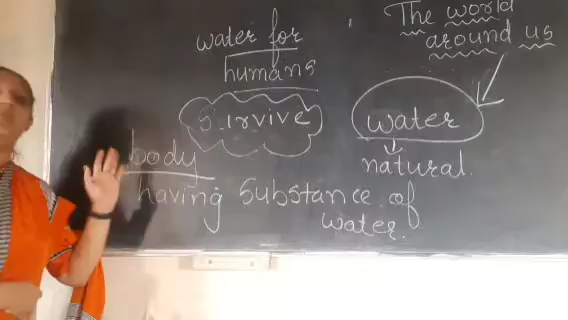 The world
around us
water for
humans
Survive
water
natural.
body
having substance of
water.